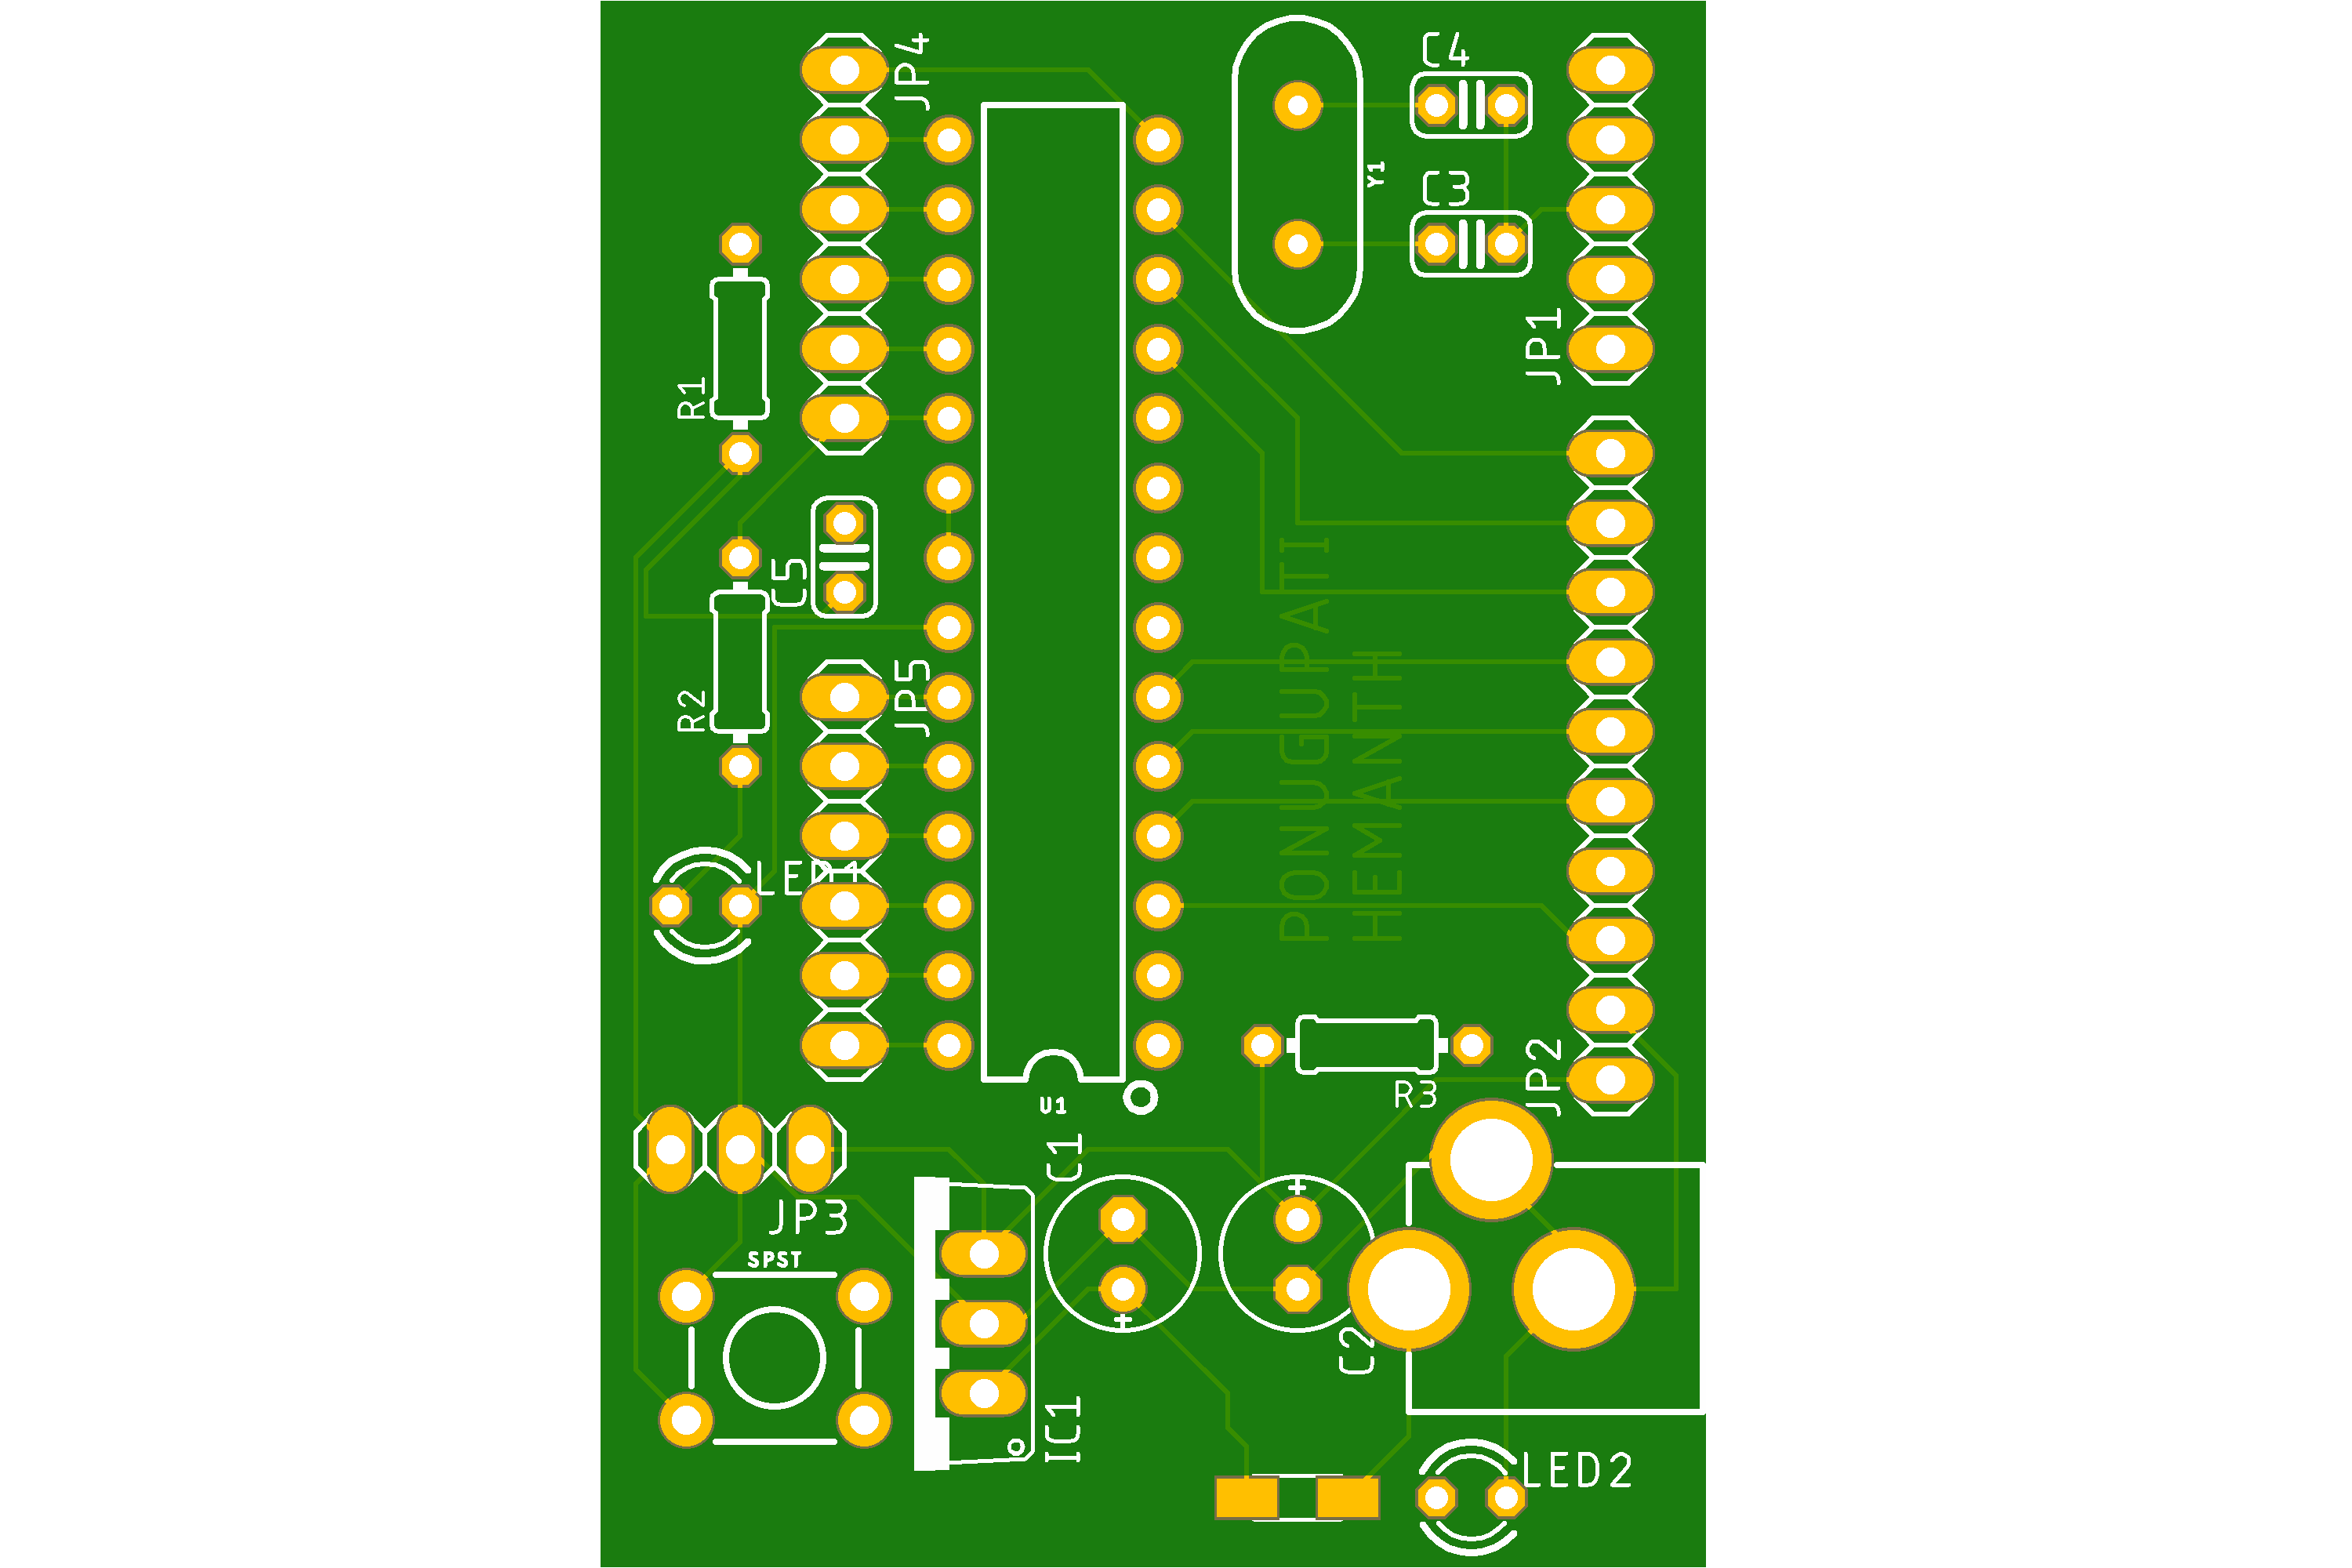 JP4
C4
Y1
C3
JP1
R1
C5
PONUGUPATI
HEMANTH
JP5
R2
LED1
JP2
R3
U1
C1
JP3
SPST
C2
IC1
LED2
+
+